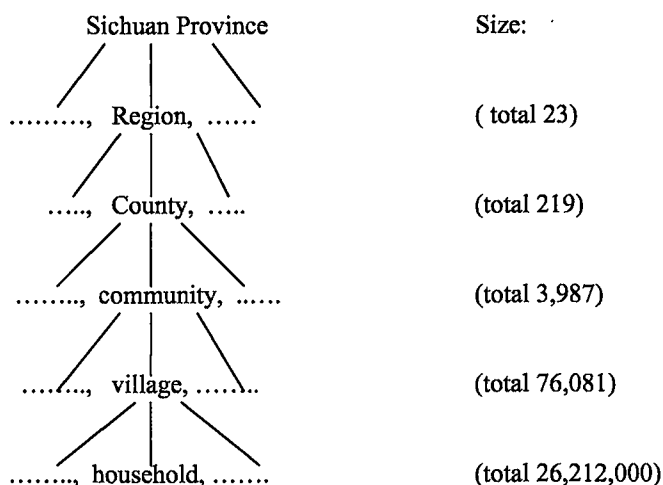 Sichuan Province Size:
………, Region, …… ( total 23)
….., County, ….. (total 219)
…….., community, ..….. (total 3,987)
…….., village, …….. (total 76,081)
…….., household, ……. (total 26,212,000)